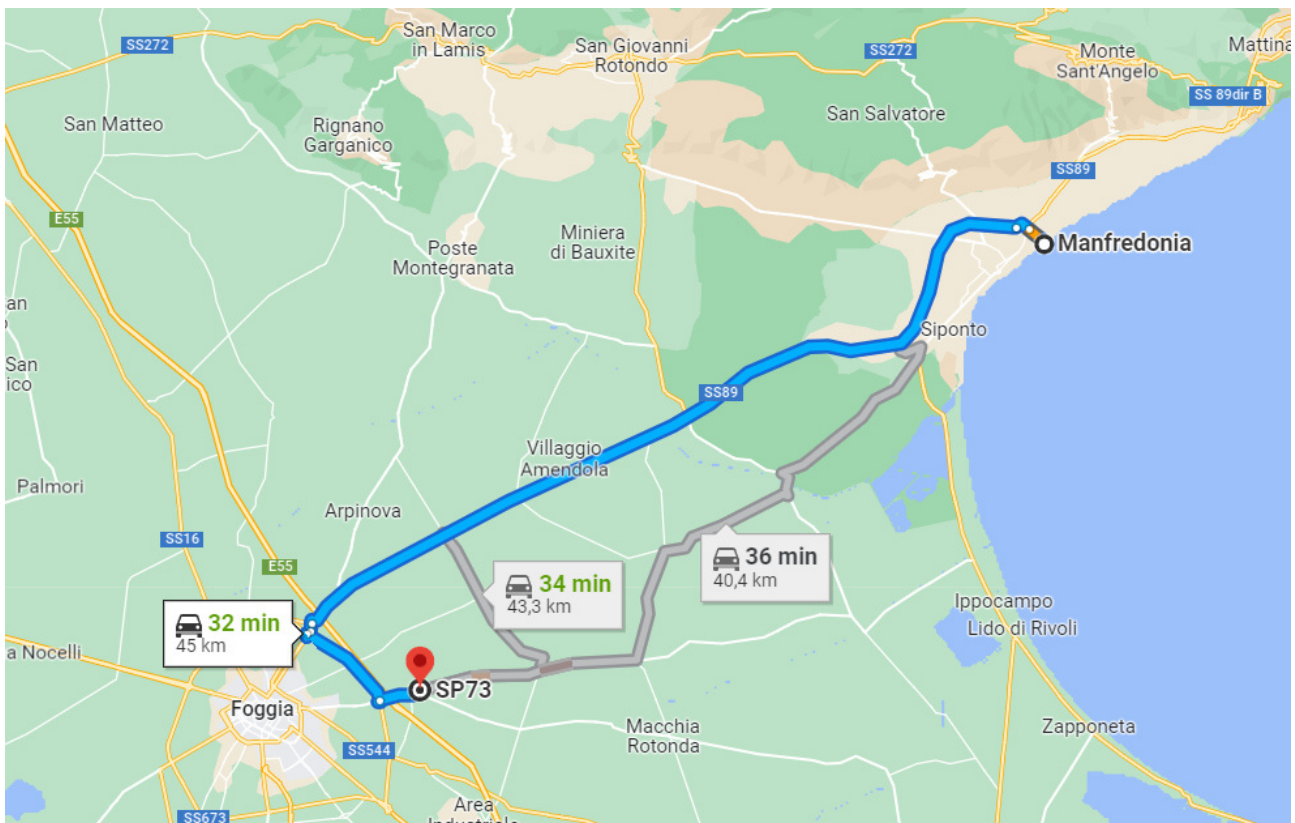 San Marco
in Lamis
SS272
San Giovanni
Rotondo
SS272
Monte
Sant'Angelo
Mattina
SS 89dir B
San Matteo
Rignano
Garganico
San Salvatore
SS89
E55
Miniera
di Bauxite
Poste
Montegranata
Manfredonia
San
Siponto
SS89
Villaggio
Amendola
Palmori
Arpinova
SS16
E55
36 min
40,4 km
34 min
43,3 km
32 min
45 km
Ippocampo
Lido di Rivoli
a Nocelli
SP73
Foggia
Macchia
Rotonda
Zapponeta
SS544
Area
SS673